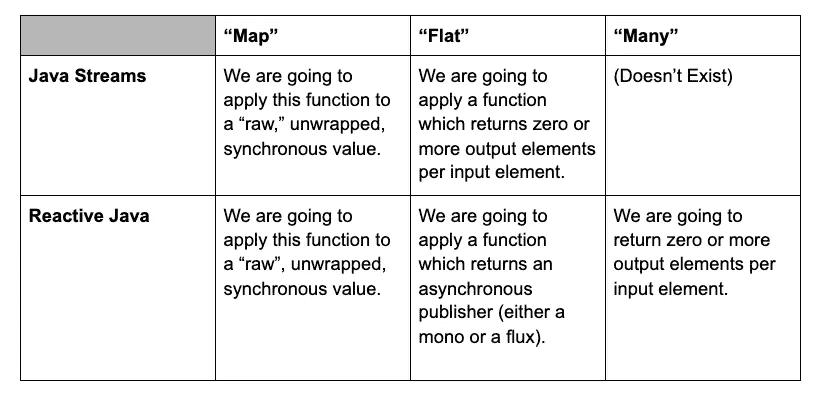 “Map”
“Flat”
“Many”
Java Streams
We are going to
apply this function to
a “raw,” unwrapped,
synchronous value.
We are going to
apply a function
which returns zero or
more output elements
per input element.
(Doesn’t Exist)
Reactive Java
We are going to
apply this function to
a “raw”, unwrapped,
synchronous value.
We are going to
apply a function
which returns an
asynchronous
publisher (either a
mono or a flux).
We are going to
return zero or more
output elements per
input element.